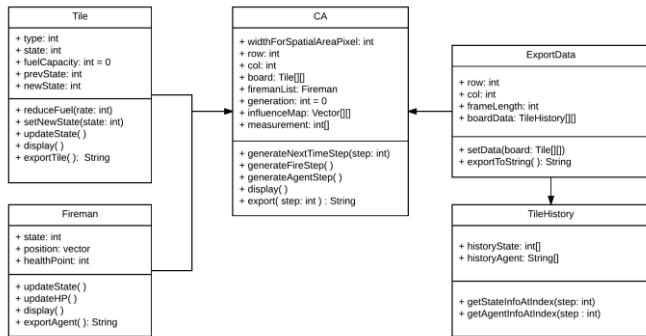 Tile
+ type: int
+ state: int
+ fuelCapacity: int = 0
+ prevState: int
+ newState: int
+reduceFuel(rate: int)
+ setNewState(state: int)
+ updateState( )
+ display( )
+ exportTile( ): String
Fireman
+ state: int
+ position: vector
+ healthPoint: int
+ updateState( )
+ updateHP( )
+ display( )
+ exportAgent( ): String
CA
+ widthForSpatialAreaPixel: int
+ row: int
+ col: int
+ board: Tile[][]
+ firemanList: Fireman
+ generation: int = 0
+ influenceMap: Vector[][]
+ measurement: int[]
+ generateNextTimeStep(step: int)
+ generateFireStep( )
+ generateAgentStep( )
+ display( )
+ export( step: int ) : String
ExportData
+ row: int
+ col: int
+ frameLength: int
+ boardData: TileHistory[][]
+ setData(board: Tile[][])
+ exportToString( ): String
TileHistory
+ historyState: int[]
+ historyAgent: String[]
+ getStateInfoAtIndex(step: int)
+ getAgentInfoAtIndex(step : int)